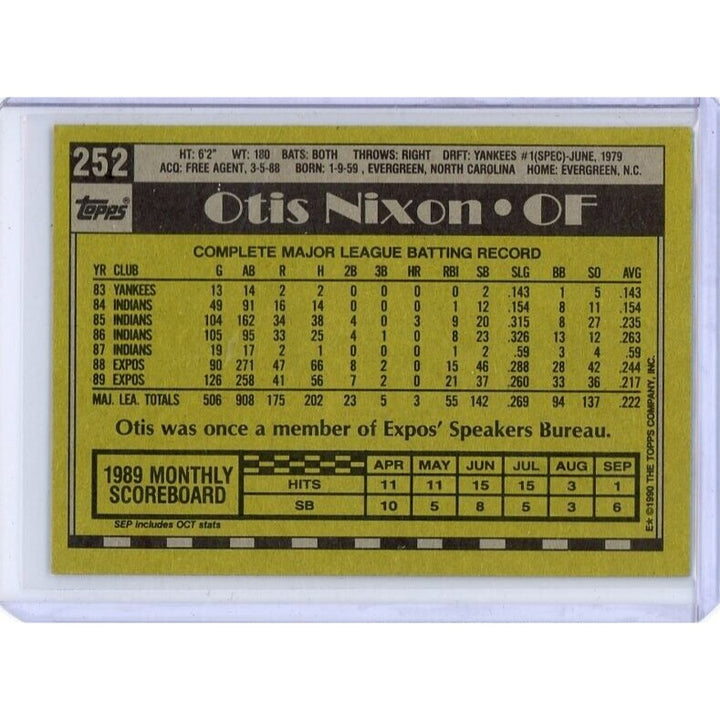 252
HT: 6'2" WT: 180 BATS: BOTH THROWS: RIGHT DRFT: YANKEES #1(SPEC)-JUNE, 1979
ACQ: FREE AGENT, 3-5-88 BORN: 1-9-59 , EVERGREEN, NORTH CAROLINA HOME: EVERGREEN, N.C.
Topps®
Otis Nixon • OF
COMPLETE MAJOR LEAGUE BATTING RECORD
YR CLUB G AB R H 2B 3B HR RBI SB SLG BB SO AVG
83 YANKEES 13 14 2 2 0 0 0 0 2 .143 1 5 .143
84 INDIANS 49 91 16 14 0 0 0 1 12 .154 8 11 .154
85 INDIANS 104 162 34 38 4 0 3 9 20 .315 8 27 .235
86 INDIANS 105 95 33 25 4 1 0 8 23 .326 13 12 .263
87 INDIANS 19 17 2 1 0 0 0 1 2 .59 3 4 .59
88 EXPOS 90 271 47 66 8 2 0 15 46 .288 28 42 .244
89 EXPOS 126 258 41 56 7 2 0 21 37 .260 33 36 .217
MAJ. LEA. TOTALS 506 908 175 202 23 5 3 55 142 .269 94 137 .222
Otis was once a member of Expos' Speakers Bureau.
1989 MONTHLY
SCOREBOARD
APR MAY JUN JUL AUG SEP
HITS 11 11 15 15 3 1
SB 10 5 8 5 3 6
SEP includes OCT stats
E★ ©1990 THE TOPPS COMPANY, INC.